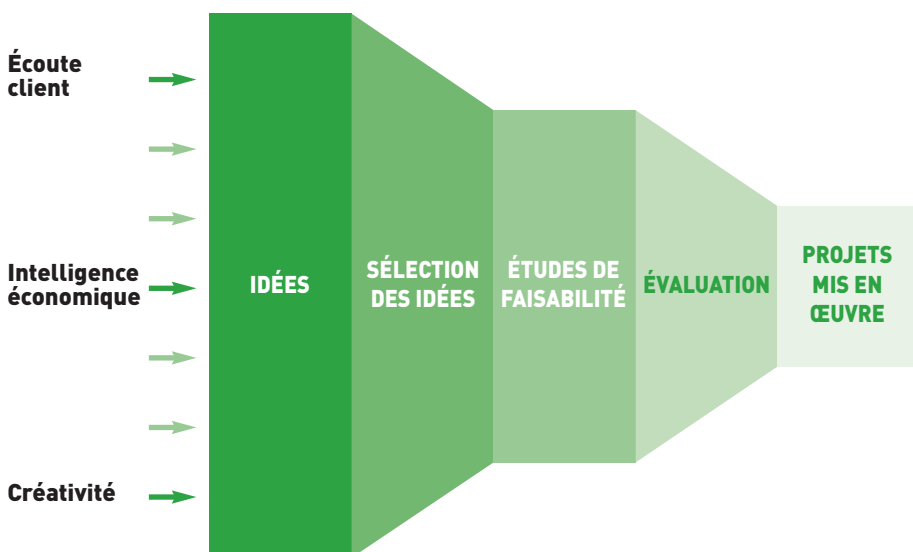 Écoute
client
Intelligence
économique
Créativité
IDÉES
SÉLECTION
DES IDÉES
ÉTUDES DE
FAISABILITÉ
ÉVALUATION
PROJETS
MIS EN
ŒUVRE